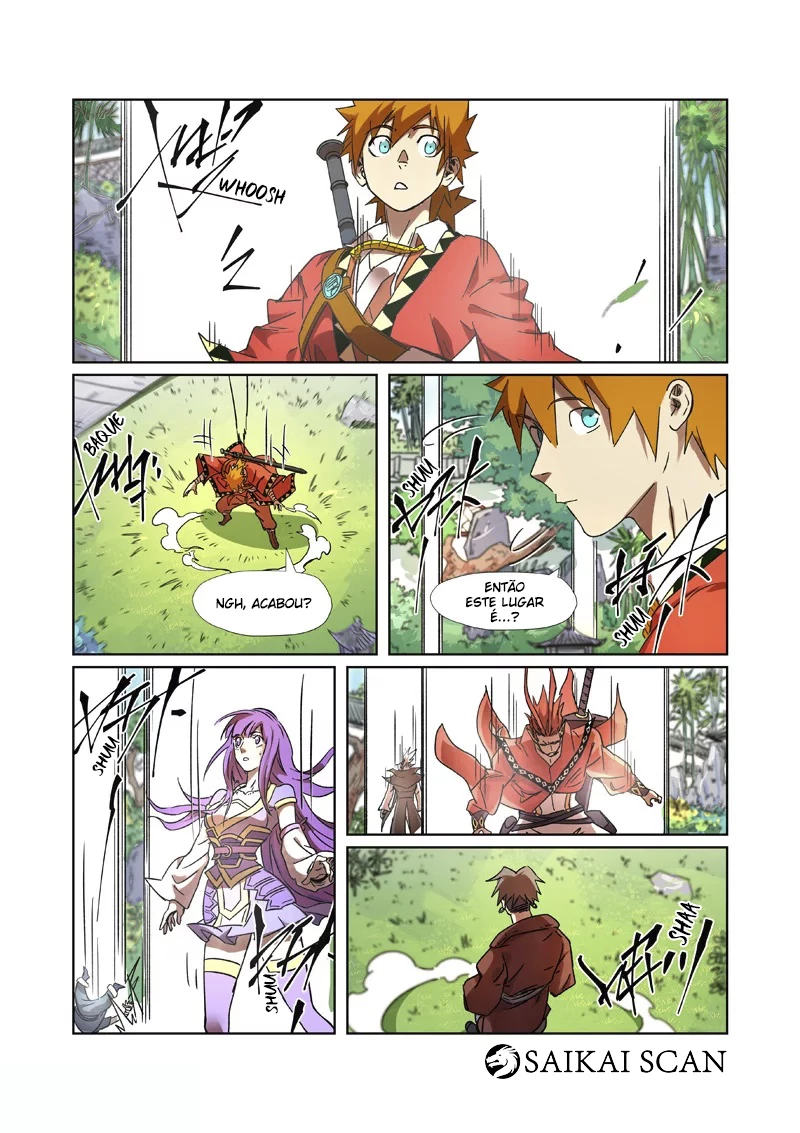 WHOOSH
BAQUE
NGH, ACABOU?
SHUU
ENTÃO
ESTE LUGAR
É...?
SHUU
SHUU
SHUU
SHAA
SAIKAI SCAN